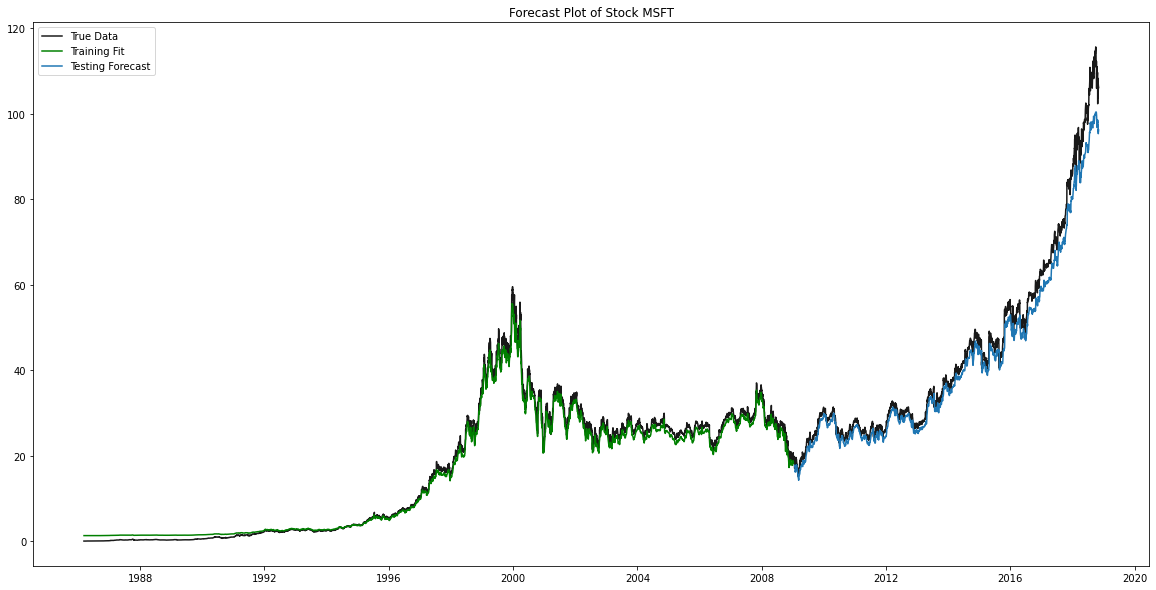 Forecast Plot of Stock MSFT
True Data
Training Fit
Testing Forecast
120
100
80
60
40
20
0
1988 1992 1996 2000 2004 2008 2012 2016 2020